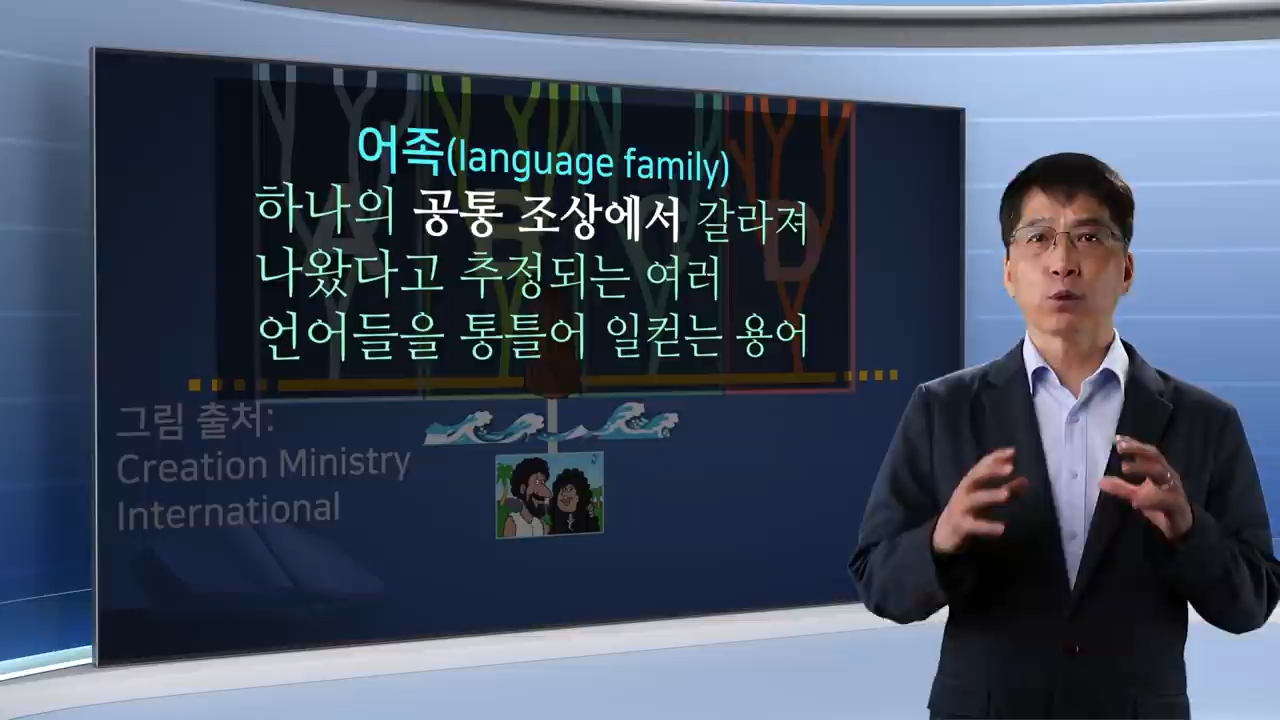 어족(language family)
하나의 공통 조상에서 갈라져
나왔다고 추정되는 여러
언어들을 통틀어 일컫는 용어
그림 출처:
Creation Ministry
International